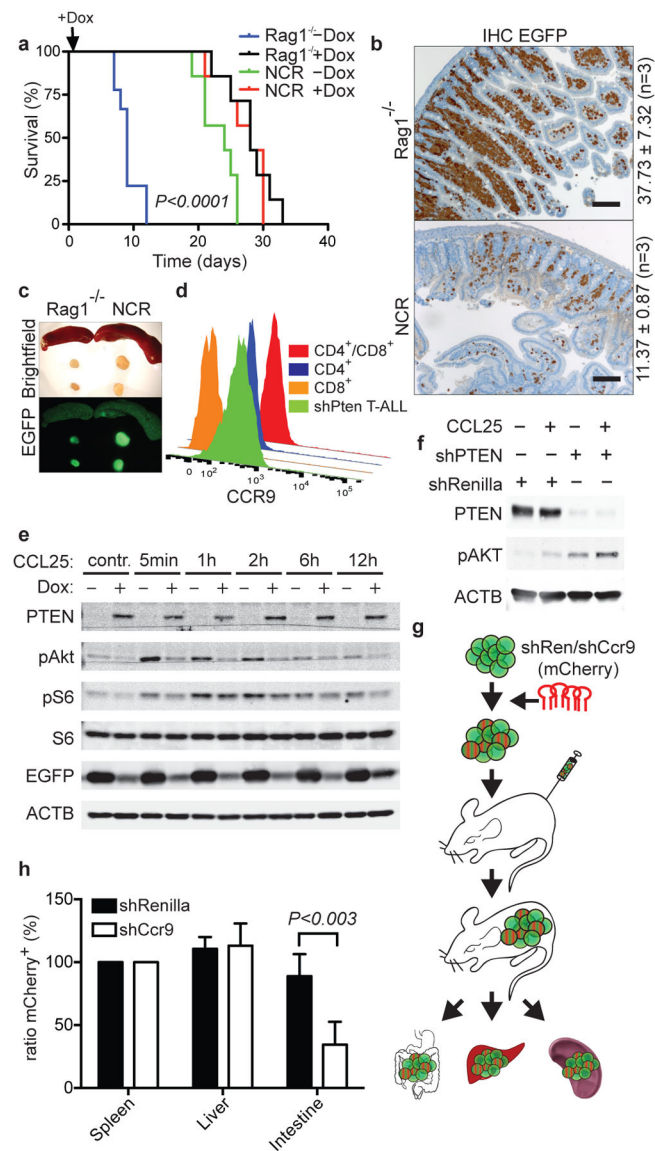 a
+Dox
Rag1-/- −Dox
Rag1-/- +Dox
NCR −Dox
NCR +Dox
Survival (%)
100
75
50
25
0
P<0.0001
0 10 20 30 40
Time (days)
b
IHC EGFP
Rag1-/-
37.73 ± 7.32 (n=3)
NCR
11.37 ± 0.87 (n=3)
c
Rag1-/- NCR
Brightfield
EGFP
d
CD4+/CD8+
CD4+
CD8+
shPten T-ALL
0 10² 10³ 10⁴ 10⁵
CCR9
e
CCL25: contr. 5min 1h 2h 6h 12h
Dox: − + − + − + − + − + − +
PTEN
pAkt
pS6
S6
EGFP
ACTB
f
CCL25 − + − +
shPTEN − − + +
shRenilla + + − −
PTEN
pAKT
ACTB
g
shRen/shCcr9
(mCherry)
h
shRenilla
shCcr9
P<0.003
ratio mCherry+ (%)
150
100
50
0
Spleen
Liver
Intestine